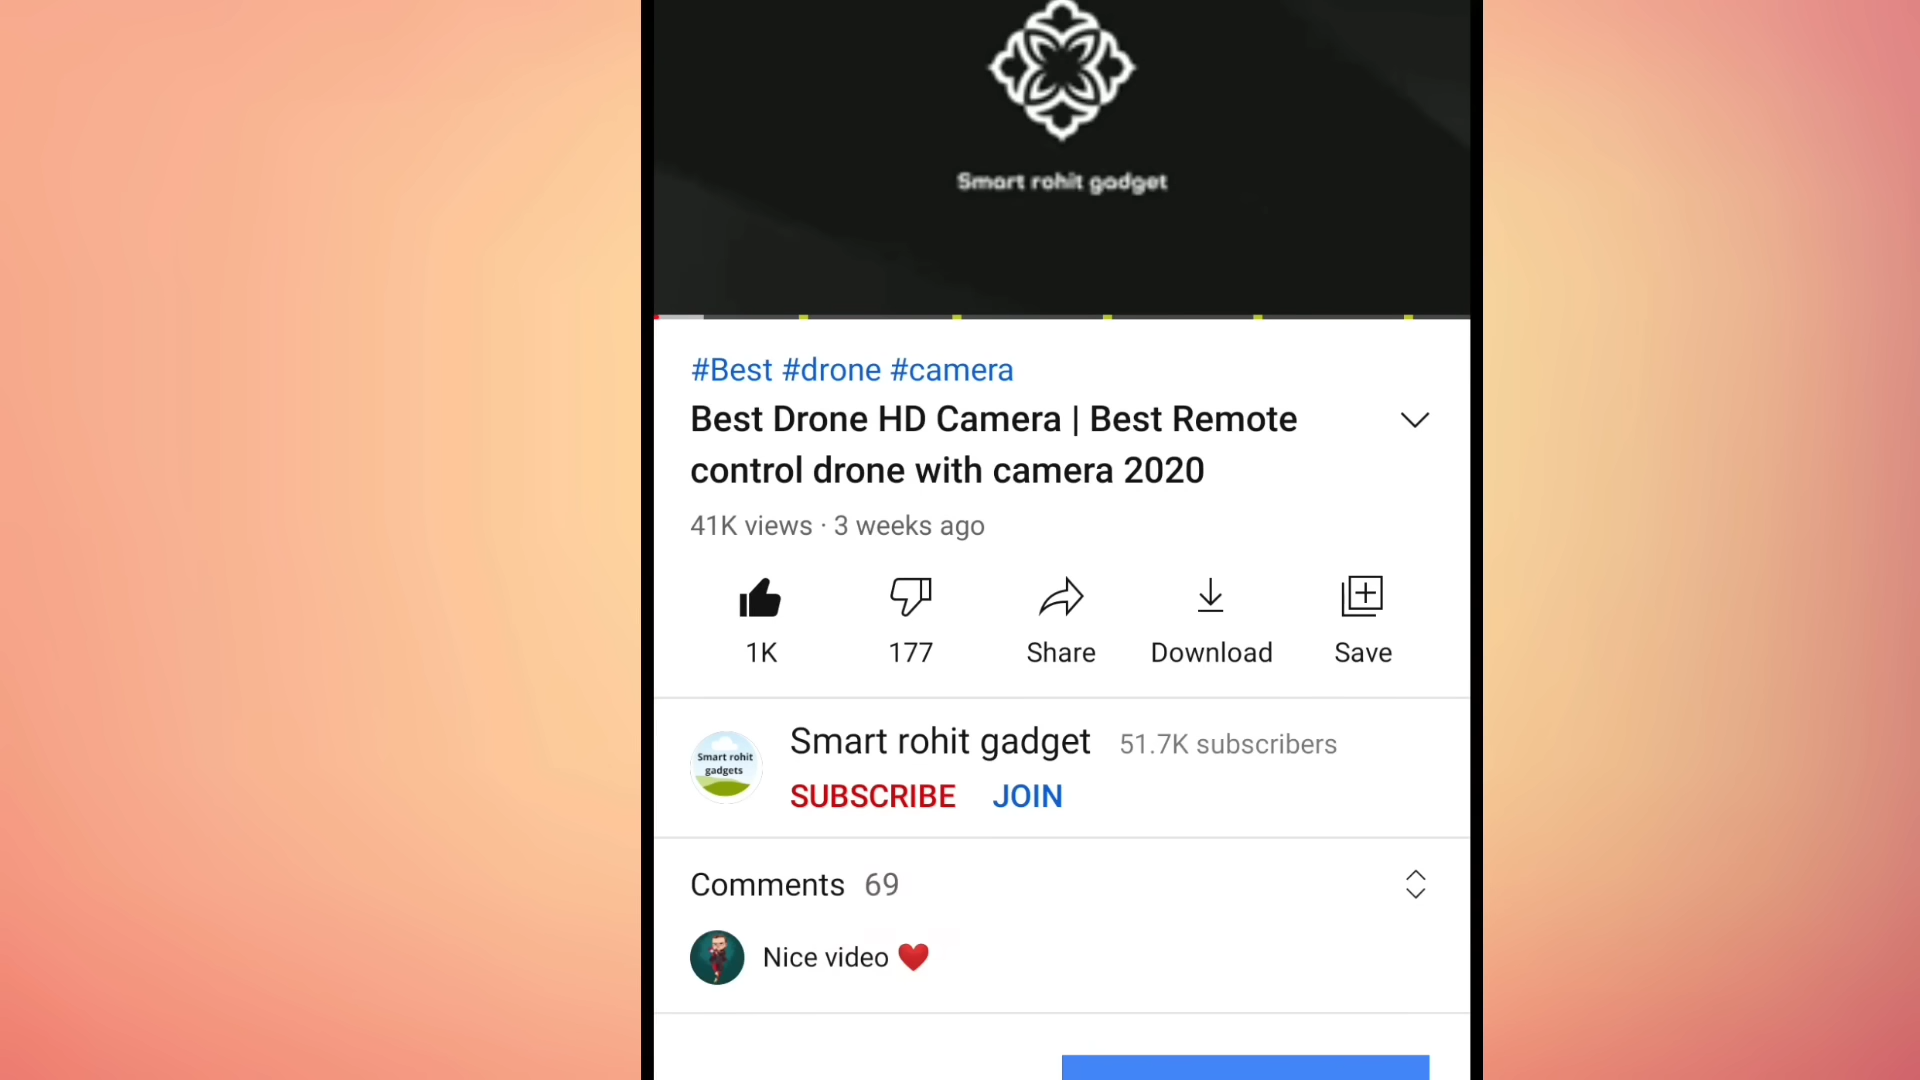 Smart rohit gadget
#Best #drone #camera
Best Drone HD Camera | Best Remote
control drone with camera 2020
41K views · 3 weeks ago
1K
177
Share
Download
Save
Smart rohit
gadgets
Smart rohit gadget 51.7K subscribers
SUBSCRIBE JOIN
Comments 69
Nice video ❤️